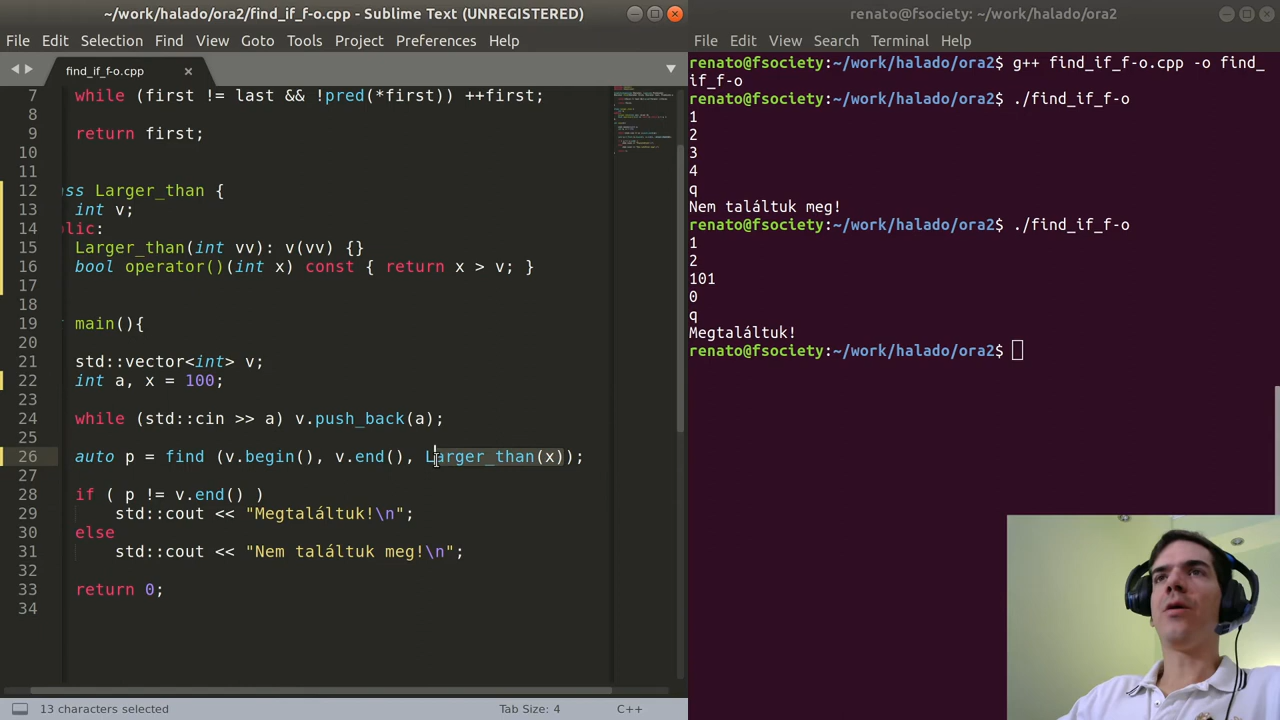 ~/work/halado/ora2/find_if_f-o.cpp - Sublime Text (UNREGISTERED)
File Edit Selection Find View Goto Tools Project Preferences Help
find_if_f-o.cpp
7 while (first != last && !pred(*first)) ++first;
8
9 return first;
10
11
12 ass Larger_than {
13 int v;
14 blic:
15 Larger_than(int vv): v(vv) {}
16 bool operator()(int x) const { return x > v; }
17
18
19 main(){
20
21 std::vector<int> v;
22 int a, x = 100;
23
24 while (std::cin >> a) v.push_back(a);
25
26 auto p = find (v.begin(), v.end(), Larger_than(x));
27
28 if ( p != v.end() )
29 std::cout << "Megtaláltuk!\n";
30 else
31 std::cout << "Nem találtuk meg!\n";
32
33 return 0;
34
13 characters selected
Tab Size: 4
C++
renato@fsociety: ~/work/halado/ora2
File Edit View Search Terminal Help
renato@fsociety:~/work/halado/ora2$ g++ find_if_f-o.cpp -o find_
if_f-o
renato@fsociety:~/work/halado/ora2$ ./find_if_f-o
1
2
3
4
q
Nem találtuk meg!
renato@fsociety:~/work/halado/ora2$ ./find_if_f-o
1
2
101
0
q
Megtaláltuk!
renato@fsociety:~/work/halado/ora2$